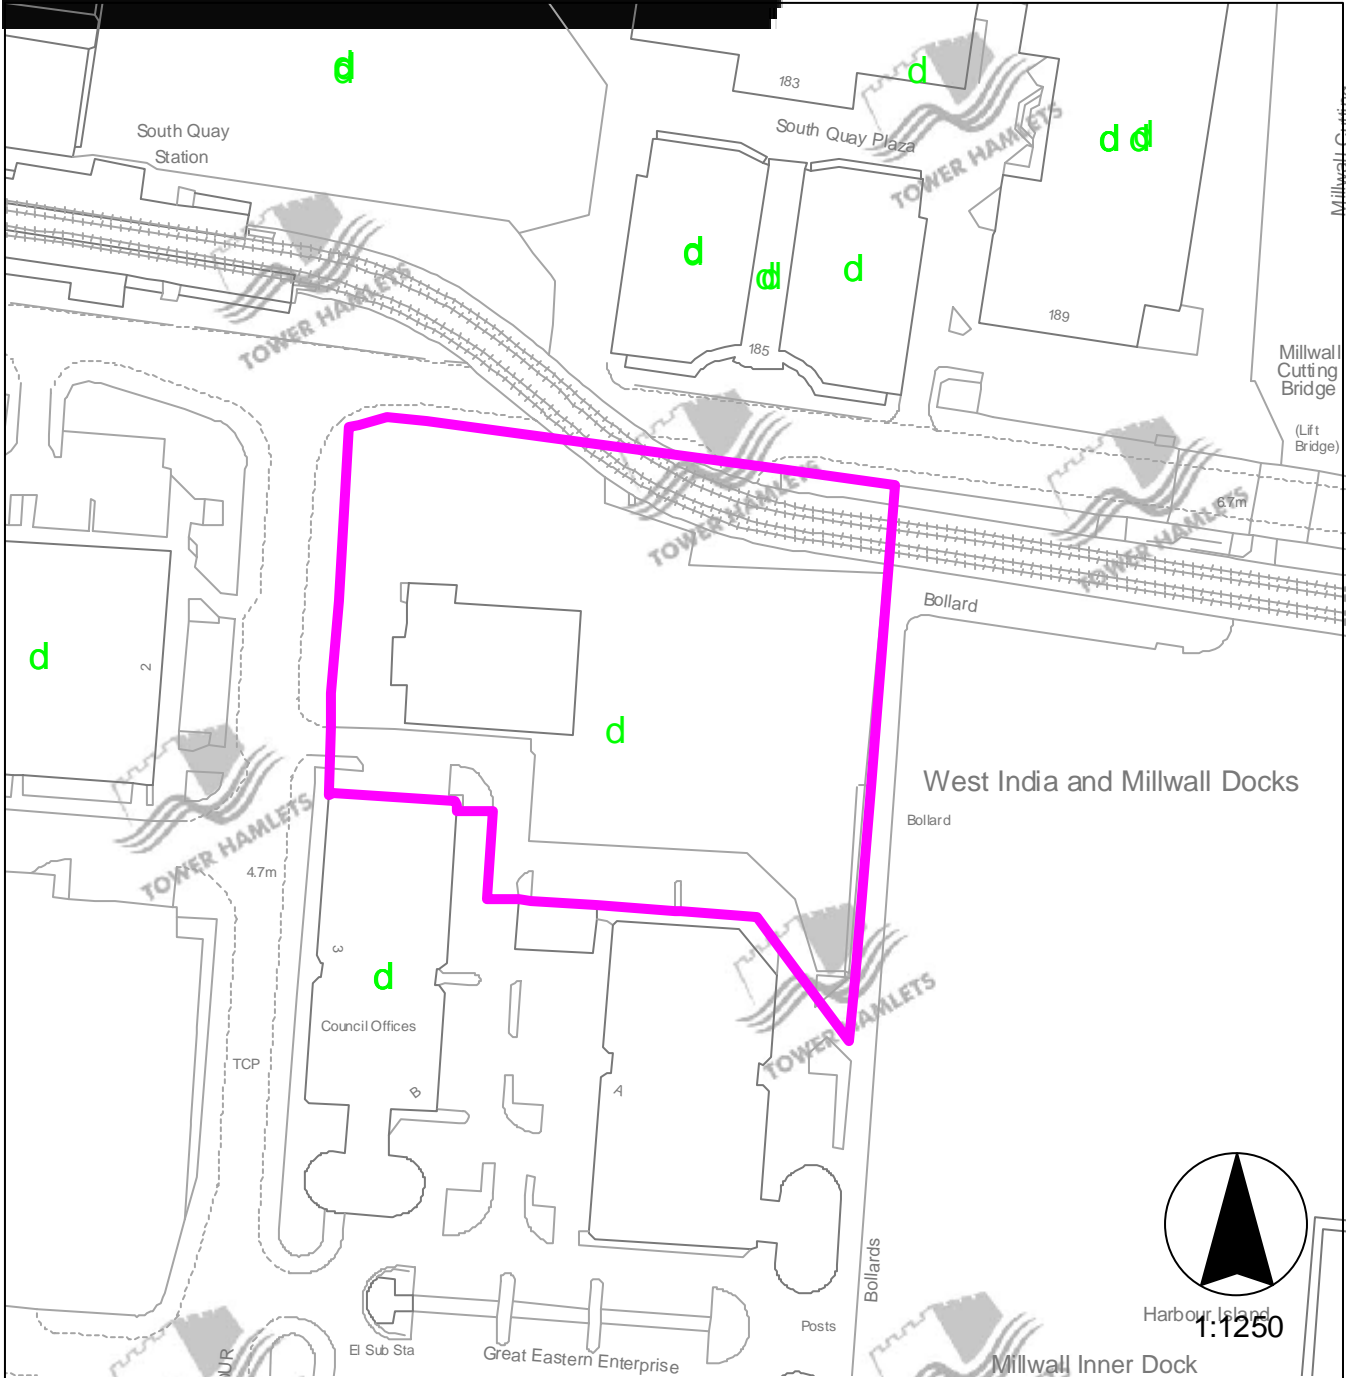 d
d
d
183
South Quay Plaza
South Quay
Station
TOWER HAMLETS
d d
d
Millwall Cutting
d
d
d
d
185
189
TOWER HAMLETS
Millwall
Cutting
Bridge
(Lift
Bridge)
6.7m
TOWER HAMLETS
TOWER HAMLETS
Bollard
d
2
d
West India and Millwall Docks
Bollard
TOWER HAMLETS
4.7m
3
d
Council Offices
TOWER HAMLETS
TCP
B
A
Bollards
Harbour Island
1:1250
Posts
El Sub Sta
Great Eastern Enterprise
Millwall Inner Dock